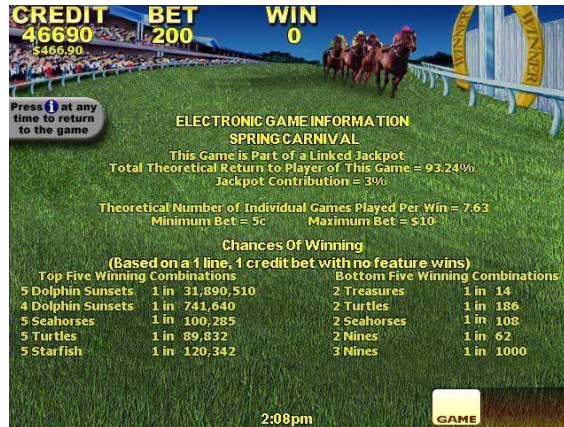 CREDIT BET WIN
46690 200 0
$466.90
WINNER WINNER
Press i at any
time to return
to the game
ELECTRONIC GAME INFORMATION
SPRING CARNIVAL
This Game is Part of a Linked Jackpot
Total Theoretical Return to Player of This Game = 93.24%
Jackpot Contribution = 3%
Theoretical Number of Individual Games Played Per Win = 7.63
Minimum Bet = 5c Maximum Bet = $10
Chances Of Winning
(Based on a 1 line, 1 credit bet with no feature wins)
Top Five Winning Combinations Bottom Five Winning Combinations
5 Dolphin Sunsets 1 in 31,890,510 2 Treasures 1 in 14
4 Dolphin Sunsets 1 in 741,640 2 Turtles 1 in 186
5 Seahorses 1 in 100,285 2 Seahorses 1 in 108
5 Turtles 1 in 89,832 2 Nines 1 in 62
5 Starfish 1 in 120,342 3 Nines 1 in 1000
2:08pm GAME